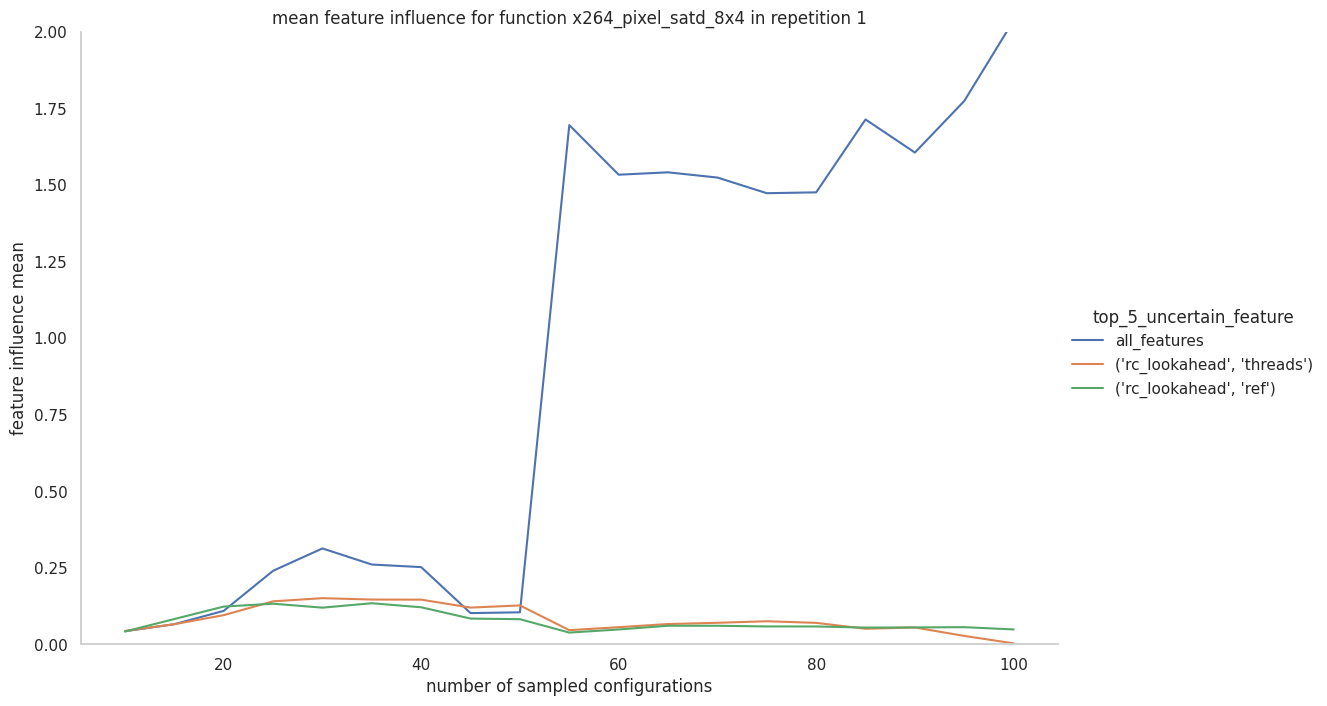 mean feature influence for function x264_pixel_satd_8x4 in repetition 1
2.00
1.75
1.50
1.25
1.00
0.75
0.50
0.25
0.00
feature influence mean
20
40
60
80
100
number of sampled configurations
top_5_uncertain_feature
all_features
('rc_lookahead', 'threads')
('rc_lookahead', 'ref')